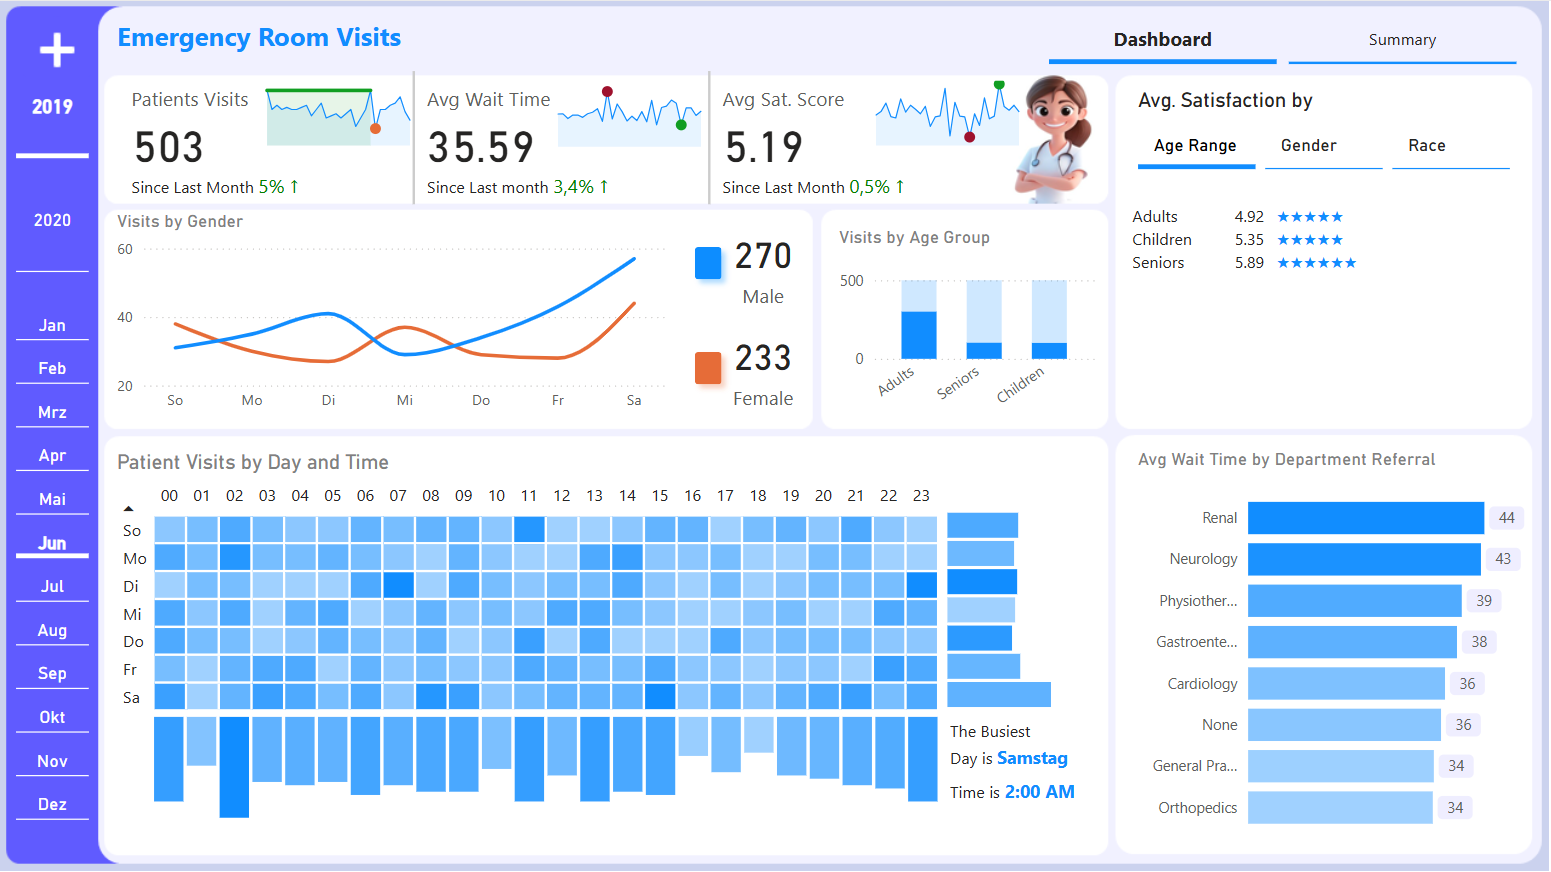 Emergency Room Visits
Dashboard
Summary
2019
2020
Jan
Feb
Mrz
Apr
Mai
Jun
Jul
Aug
Sep
Okt
Nov
Dez
Patients Visits
503
Since Last Month 5% ↑
Avg Wait Time
35.59
Since Last month 3,4% ↑
Avg Sat. Score
5.19
Since Last Month 0,5% ↑
Avg. Satisfaction by
Age Range Gender Race
Adults 4.92 ★★★★★
Children 5.35 ★★★★★
Seniors 5.89 ★★★★★★
Visits by Gender
60
40
20
So Mo Di Mi Do Fr Sa
270
Male
233
Female
Visits by Age Group
500
0
Adults Seniors Children
Patient Visits by Day and Time
00 01 02 03 04 05 06 07 08 09 10 11 12 13 14 15 16 17 18 19 20 21 22 23
So
Mo
Di
Mi
Do
Fr
Sa
The Busiest
Day is Samstag
Time is 2:00 AM
Avg Wait Time by Department Referral
Renal 44
Neurology 43
Physiother... 39
Gastroente... 38
Cardiology 36
None 36
General Pra... 34
Orthopedics 34